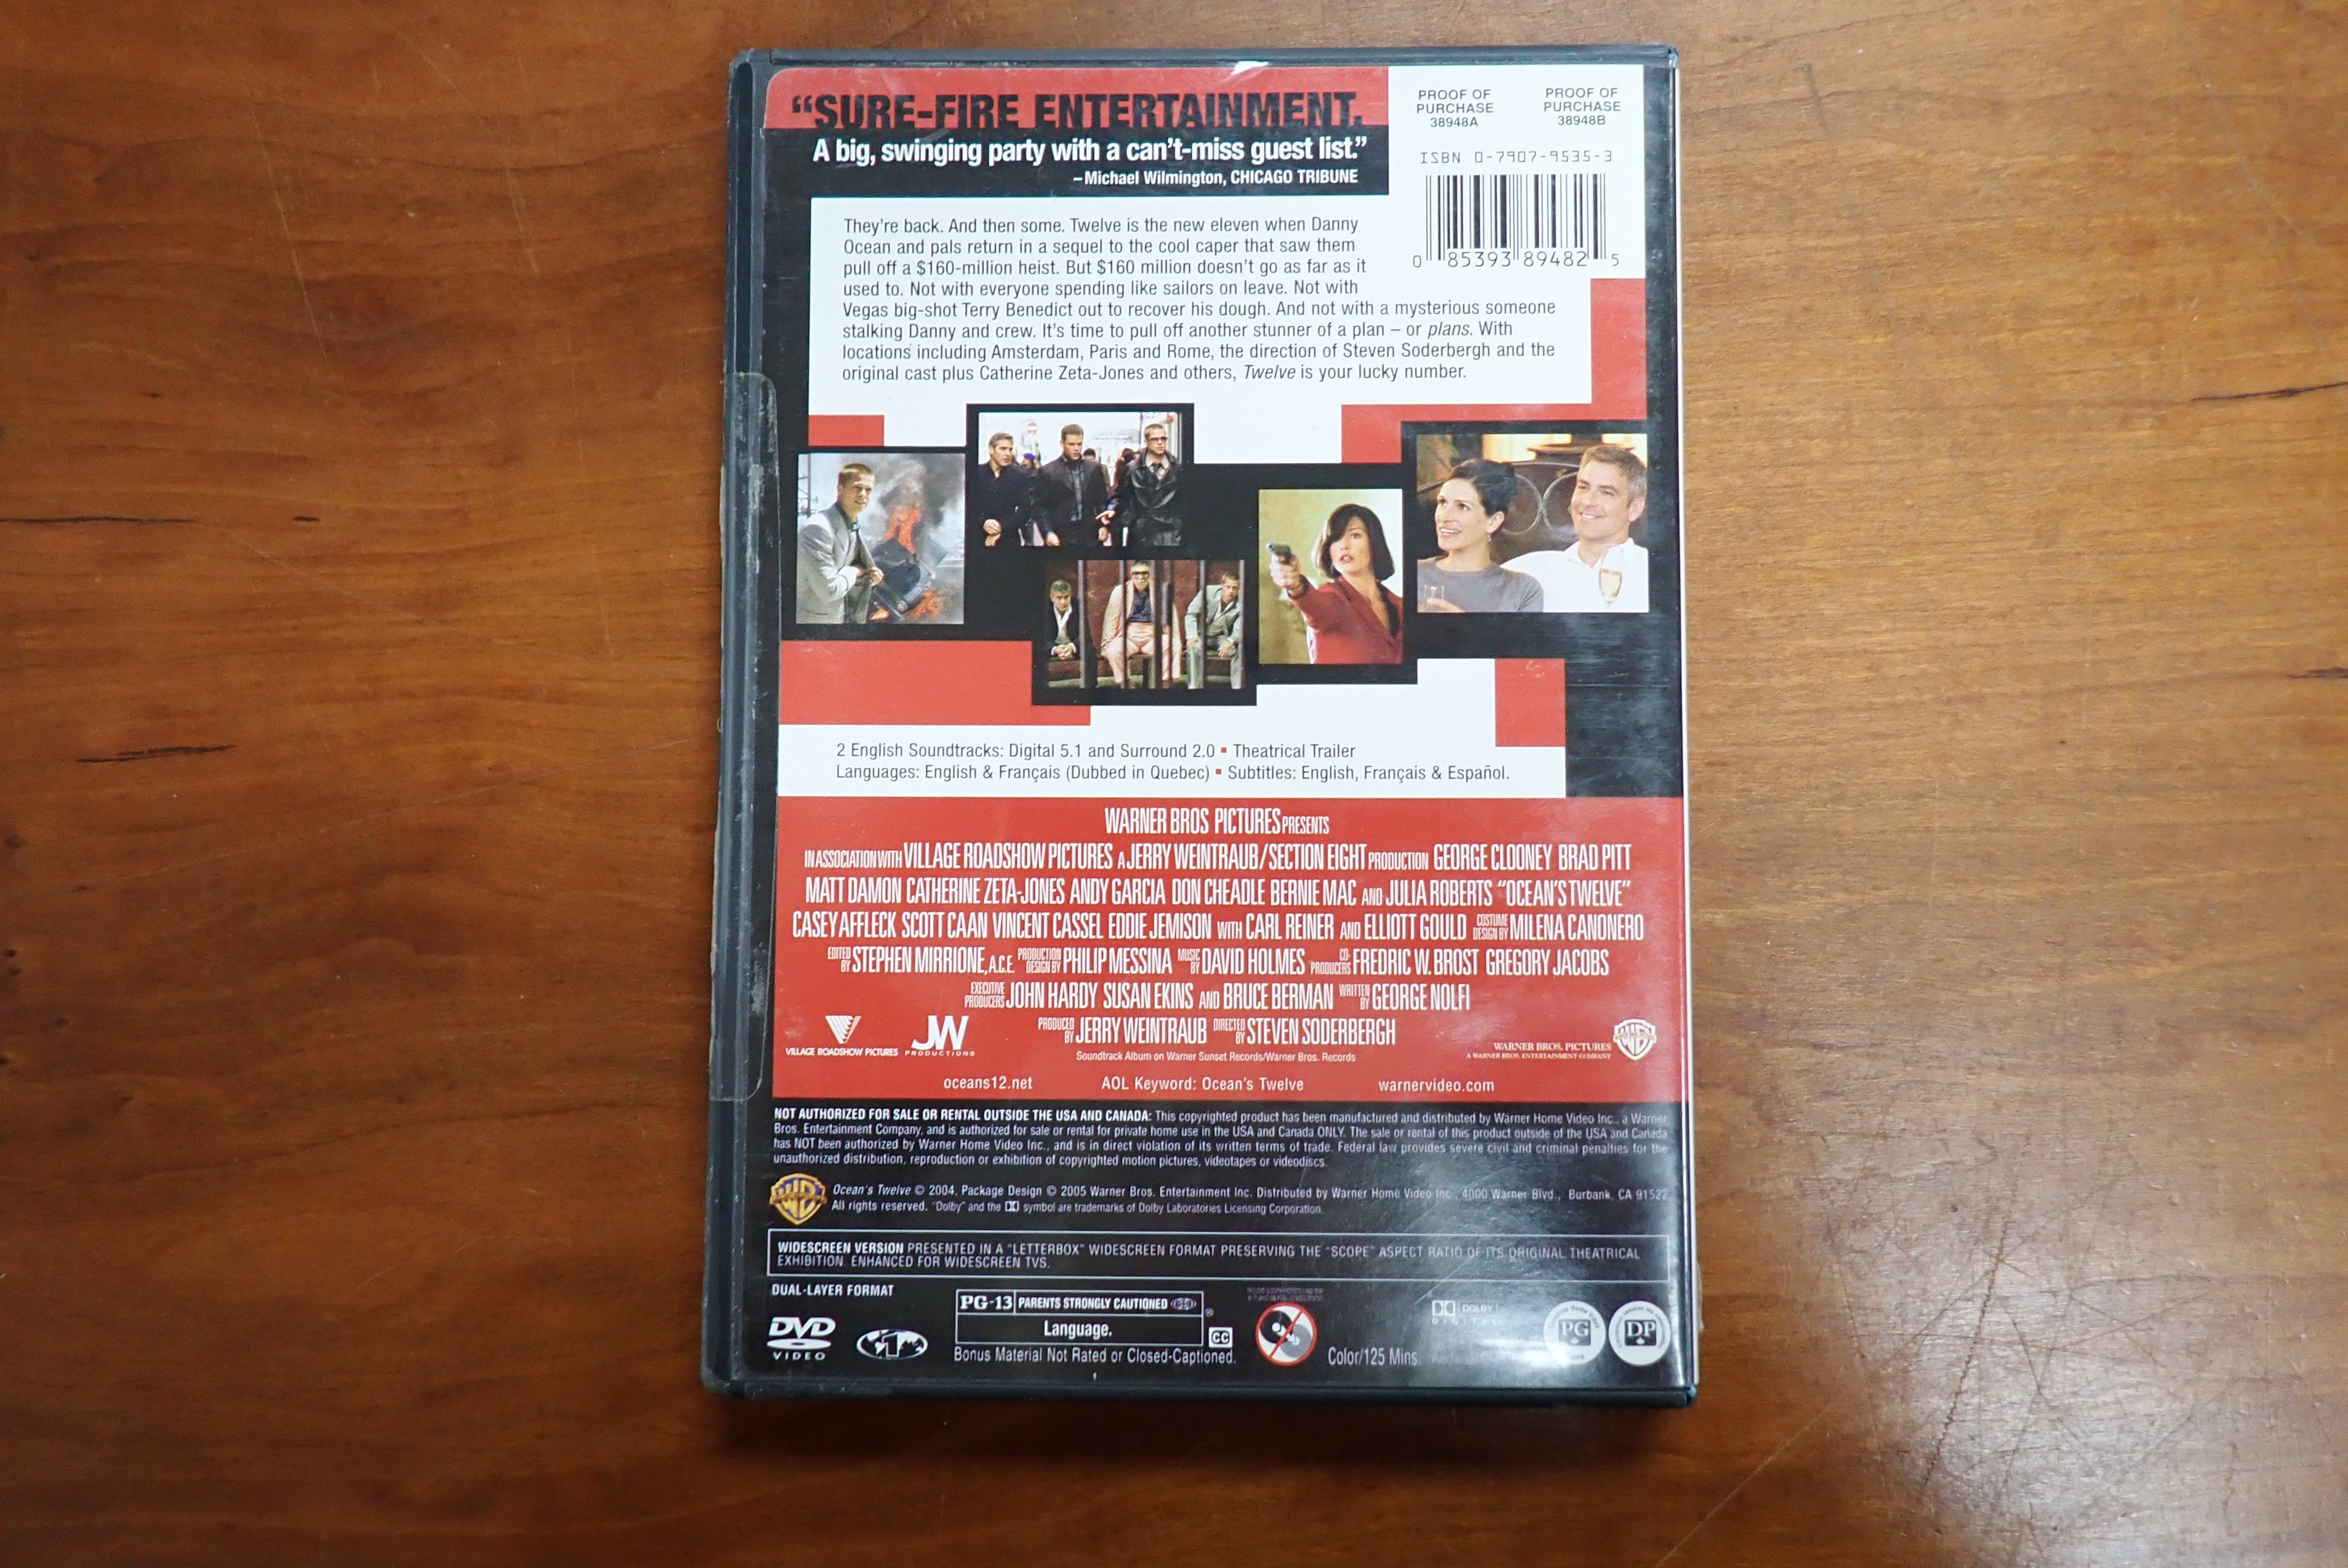 “SURE-FIRE ENTERTAINMENT.
A big, swinging party with a can’t-miss guest list.”
–Michael Wilmington, CHICAGO TRIBUNE
PROOF OF PURCHASE 38948A
PROOF OF PURCHASE 38948B
ISBN 0-7907-9535-3
0 85393 89482 5
They’re back. And then some. Twelve is the new eleven when Danny
Ocean and pals return in a sequel to the cool caper that saw them
pull off a $160-million heist. But $160 million doesn’t go as far as it
used to. Not with everyone spending like sailors on leave. Not with
Vegas big-shot Terry Benedict out to recover his dough. And not with a mysterious someone
stalking Danny and crew. It’s time to pull off another stunner of a plan – or plans. With
locations including Amsterdam, Paris and Rome, the direction of Steven Soderbergh and the
original cast plus Catherine Zeta-Jones and others, Twelve is your lucky number.
2 English Soundtracks: Digital 5.1 and Surround 2.0 ▪ Theatrical Trailer
Languages: English & Français (Dubbed in Quebec) ▪ Subtitles: English, Français & Español.
WARNER BROS PICTURES PRESENTS
IN ASSOCIATION WITH VILLAGE ROADSHOW PICTURES A JERRY WEINTRAUB/SECTION EIGHT PRODUCTION GEORGE CLOONEY BRAD PITT
MATT DAMON CATHERINE ZETA-JONES ANDY GARCIA DON CHEADLE BERNIE MAC AND JULIA ROBERTS “OCEAN’S TWELVE”
CASEY AFFLECK SCOTT CAAN VINCENT CASSEL EDDIE JEMISON WITH CARL REINER AND ELLIOTT GOULD COSTUME DESIGN BY MILENA CANONERO
EDITED BY STEPHEN MIRRIONE, A.C.E. PRODUCTION DESIGN BY PHILIP MESSINA MUSIC BY DAVID HOLMES CO-PRODUCERS FREDRIC W. BROST GREGORY JACOBS
EXECUTIVE PRODUCERS JOHN HARDY SUSAN EKINS AND BRUCE BERMAN WRITTEN BY GEORGE NOLFI
PRODUCED BY JERRY WEINTRAUB DIRECTED BY STEVEN SODERBERGH
VILLAGE ROADSHOW PICTURES
JW PRODUCTIONS
Soundtrack Album on Warner Sunset Records/Warner Bros. Records
WARNER BROS. PICTURES
A WARNER BROS. ENTERTAINMENT COMPANY
oceans12.net AOL Keyword: Ocean’s Twelve warnervideo.com
NOT AUTHORIZED FOR SALE OR RENTAL OUTSIDE THE USA AND CANADA: This copyrighted product has been manufactured and distributed by Warner Home Video Inc., a Warner
Bros. Entertainment Company, and is authorized for sale or rental for private home use in the USA and Canada ONLY. The sale or rental of this product outside of the USA and Canada
has NOT been authorized by Warner Home Video Inc., and is in direct violation of its written terms of trade. Federal law provides severe civil and criminal penalties for the
unauthorized distribution, reproduction or exhibition of copyrighted motion pictures, videotapes or videodiscs.
Ocean’s Twelve © 2004, Package Design © 2005 Warner Bros. Entertainment Inc. Distributed by Warner Home Video Inc., 4000 Warner Blvd., Burbank, CA 91522
All rights reserved. “Dolby” and the symbol are trademarks of Dolby Laboratories Licensing Corporation.
WIDESCREEN VERSION PRESENTED IN A “LETTERBOX” WIDESCREEN FORMAT PRESERVING THE “SCOPE” ASPECT RATIO OF ITS ORIGINAL THEATRICAL
EXHIBITION. ENHANCED FOR WIDESCREEN TVS.
DUAL-LAYER FORMAT
DVD
VIDEO
1
PG-13 PARENTS STRONGLY CAUTIONED
Language.
CC
Bonus Material Not Rated or Closed-Captioned.
Color/125 Mins.
DOLBY
DIGITAL
PG
DP